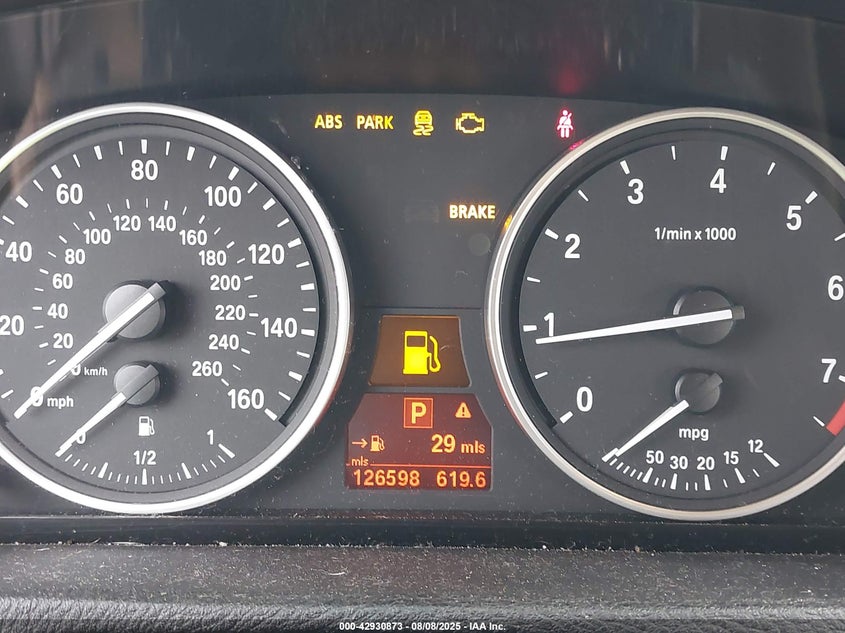 ABS PARK
BRAKE
20 40 60 80 100 120 140 160
0 mph
20 40 60 80 100 120 140 160 180 200 220 240 260
0 km/h
0 1/2 1
P
29 mls
mls
126598 619.6
0 1 2 3 4 5 6 7
1/min x 1000
mpg
50 30 20 15 12
000-42930873 - 08/08/2025 - IAA Inc.